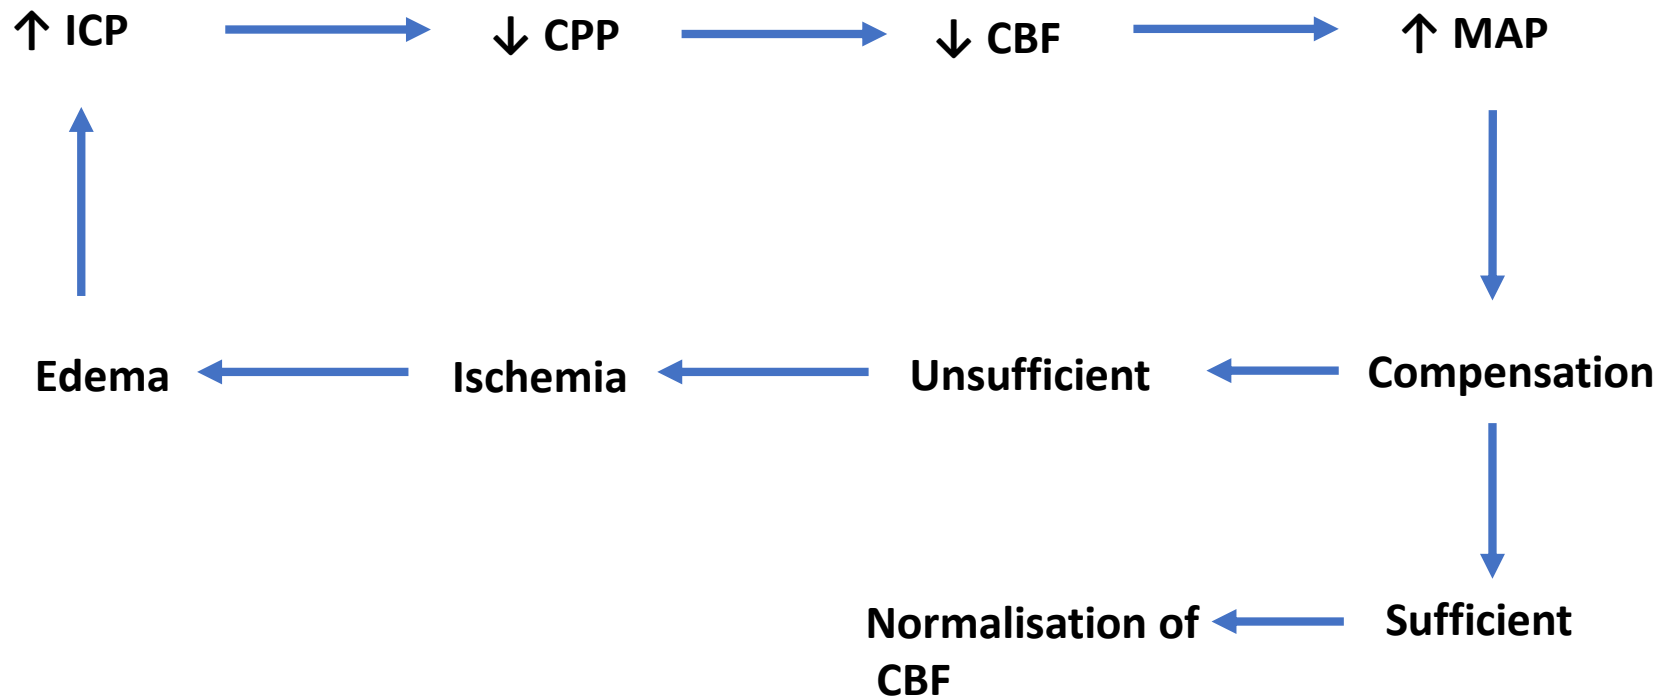 ↑ ICP
↓ CPP
↓ CBF
↑ MAP
Edema
Ischemia
Unsufficient
Compensation
Normalisation of
CBF
Sufficient